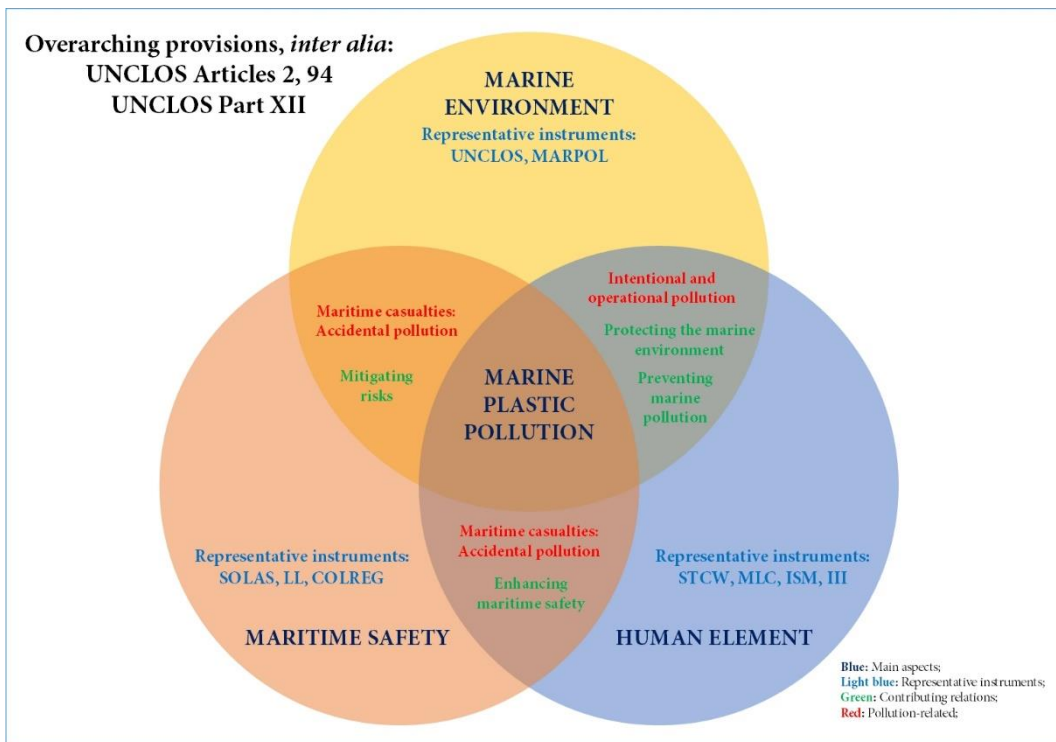 Overarching provisions, inter alia:
UNCLOS Articles 2, 94
UNCLOS Part XII
MARINE
ENVIRONMENT
Representative instruments:
UNCLOS, MARPOL
Intentional and
operational pollution
Protecting the marine
environment
Preventing
marine
pollution
Maritime casualties:
Accidental pollution
Mitigating
risks
MARINE
PLASTIC
POLLUTION
Maritime casualties:
Accidental pollution
Enhancing
maritime safety
Representative instruments:
SOLAS, LL, COLREG
MARITIME SAFETY
Representative instruments:
STCW, MLC, ISM, III
HUMAN ELEMENT
Blue: Main aspects;
Light blue: Representative instruments;
Green: Contributing relations;
Red: Pollution-related;